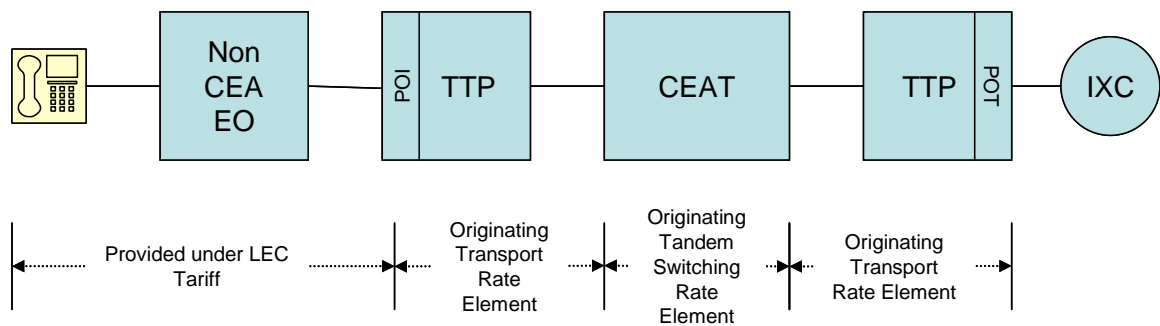 Non
CEA
EO
POI
TTP
CEAT
TTP
POT
IXC
Provided under LEC
Tariff
Originating
Transport
Rate
Element
Originating
Tandem
Switching
Rate
Element
Originating
Transport
Rate Element